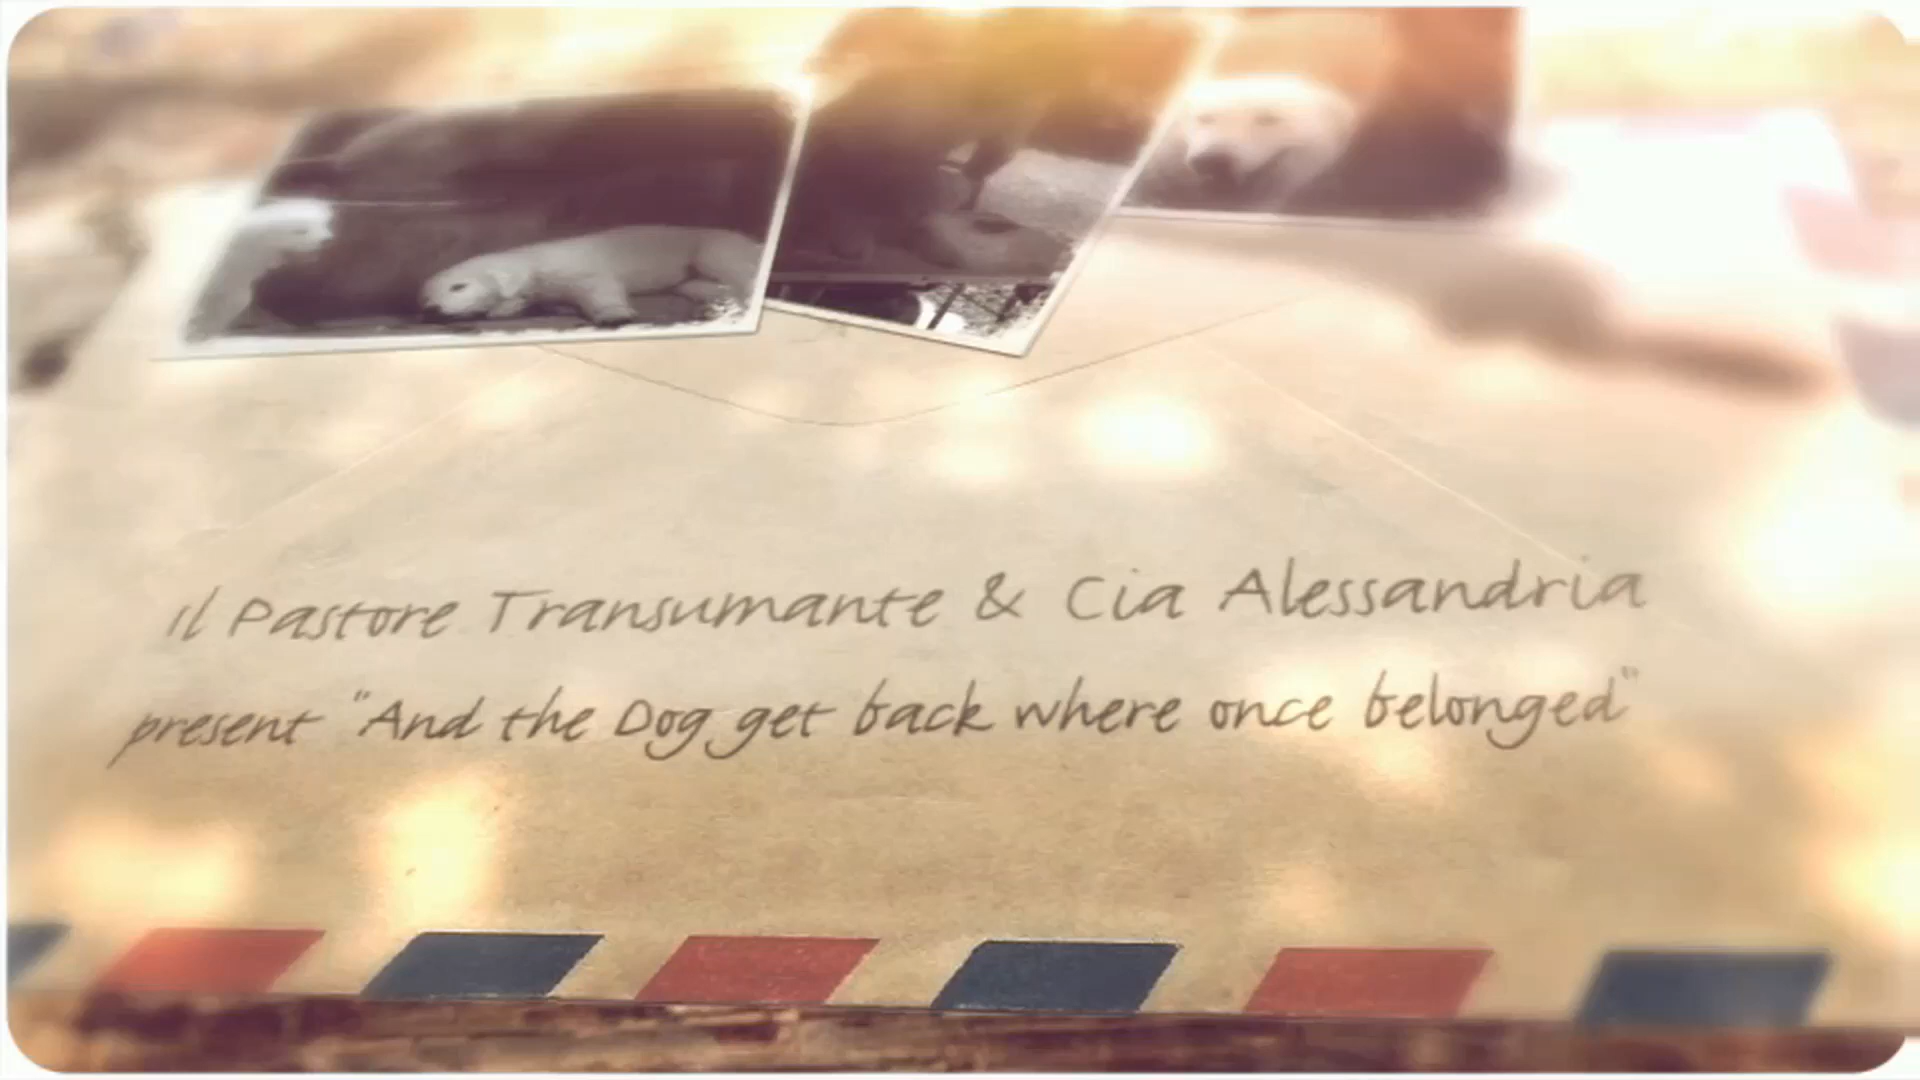 Il Pastore Transumante & Cia Alessandria
present "And the Dog get back where once belonged"